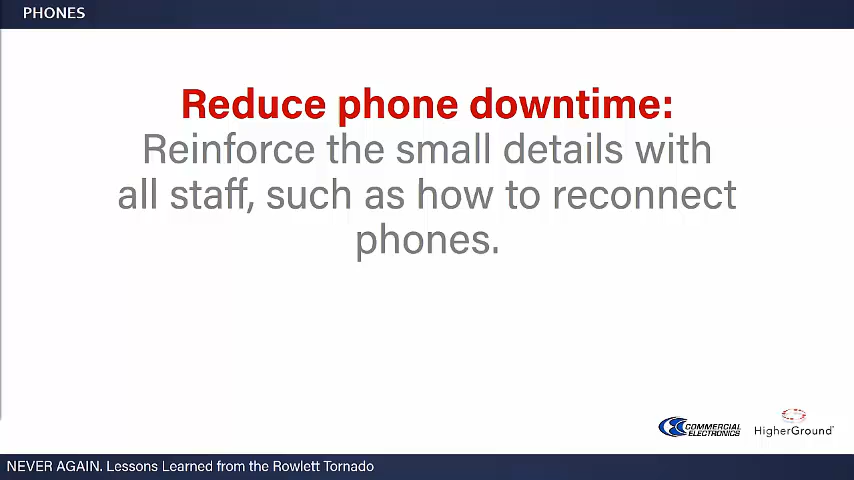 PHONES
Reduce phone downtime:
Reinforce the small details with
all staff, such as how to reconnect
phones.
COMMERCIAL
ELECTRONICS
HigherGround®
NEVER AGAIN. Lessons Learned from the Rowlett Tornado